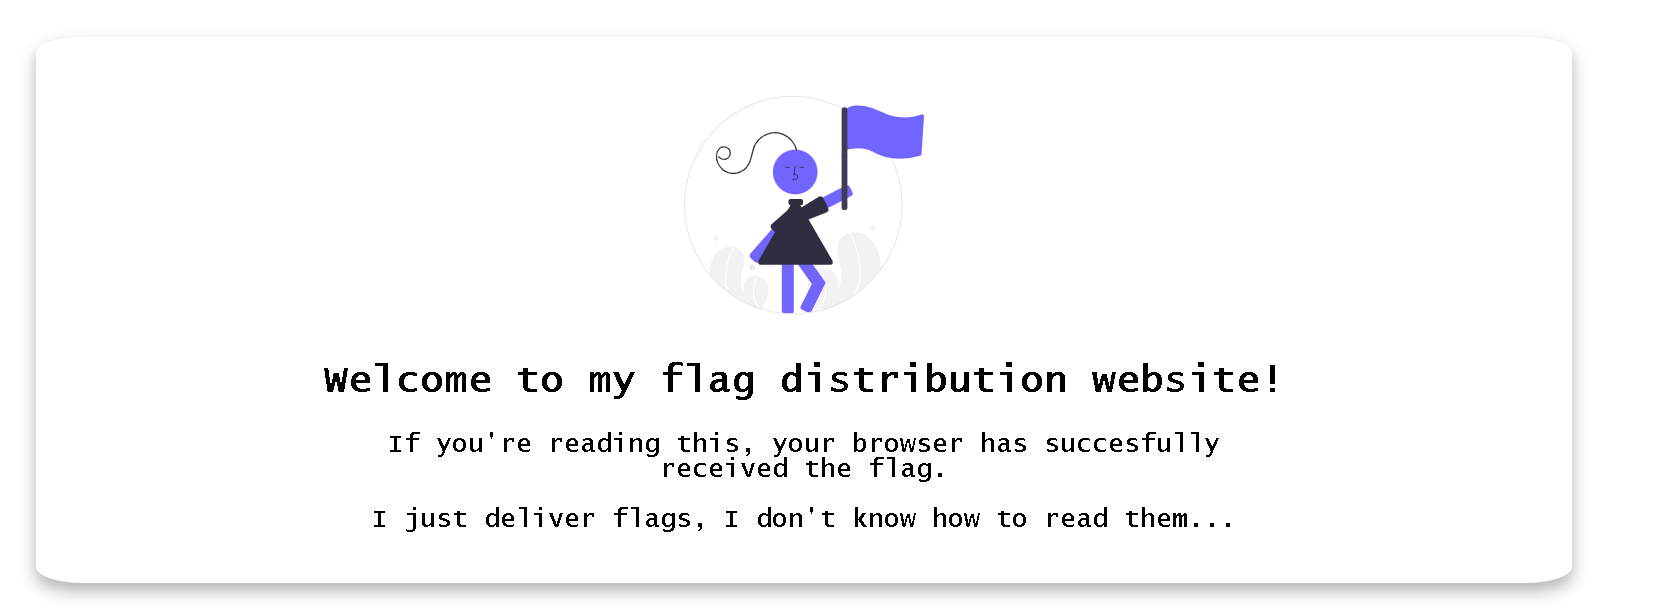 Welcome to my flag distribution website!
If you're reading this, your browser has succesfully
received the flag.
I just deliver flags, I don't know how to read them...